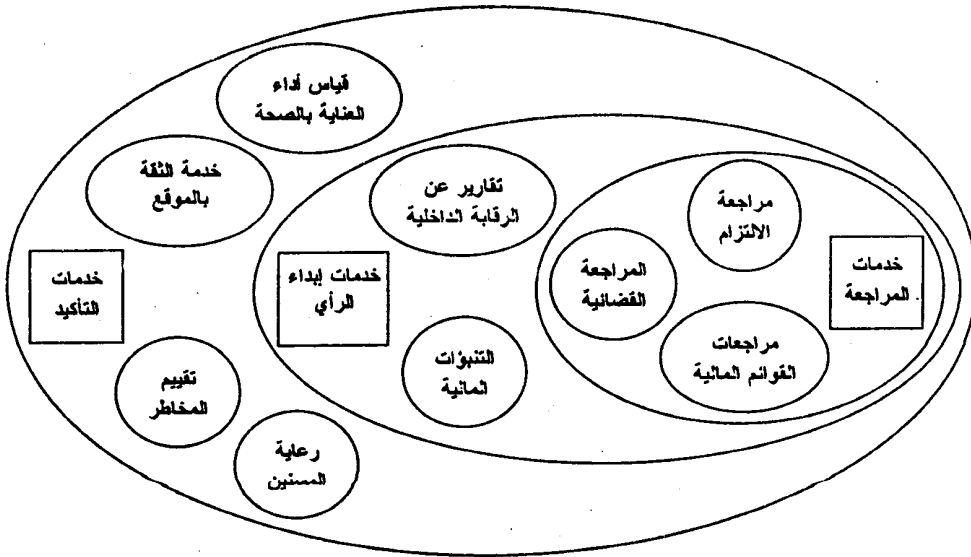 قياس أداء
العناية بالصحة
خدمة الثقة
بالموقع
تقارير عن
الرقابة الداخلية
مراجعة
الالتزام
خدمات
المراجعة
المراجعة
القضائية
خدمات إبداء
الرأي
خدمات
التأكيد
مراجعات
القوائم المالية
التنبؤات
المالية
تقييم
المخاطر
رعاية
المسنين